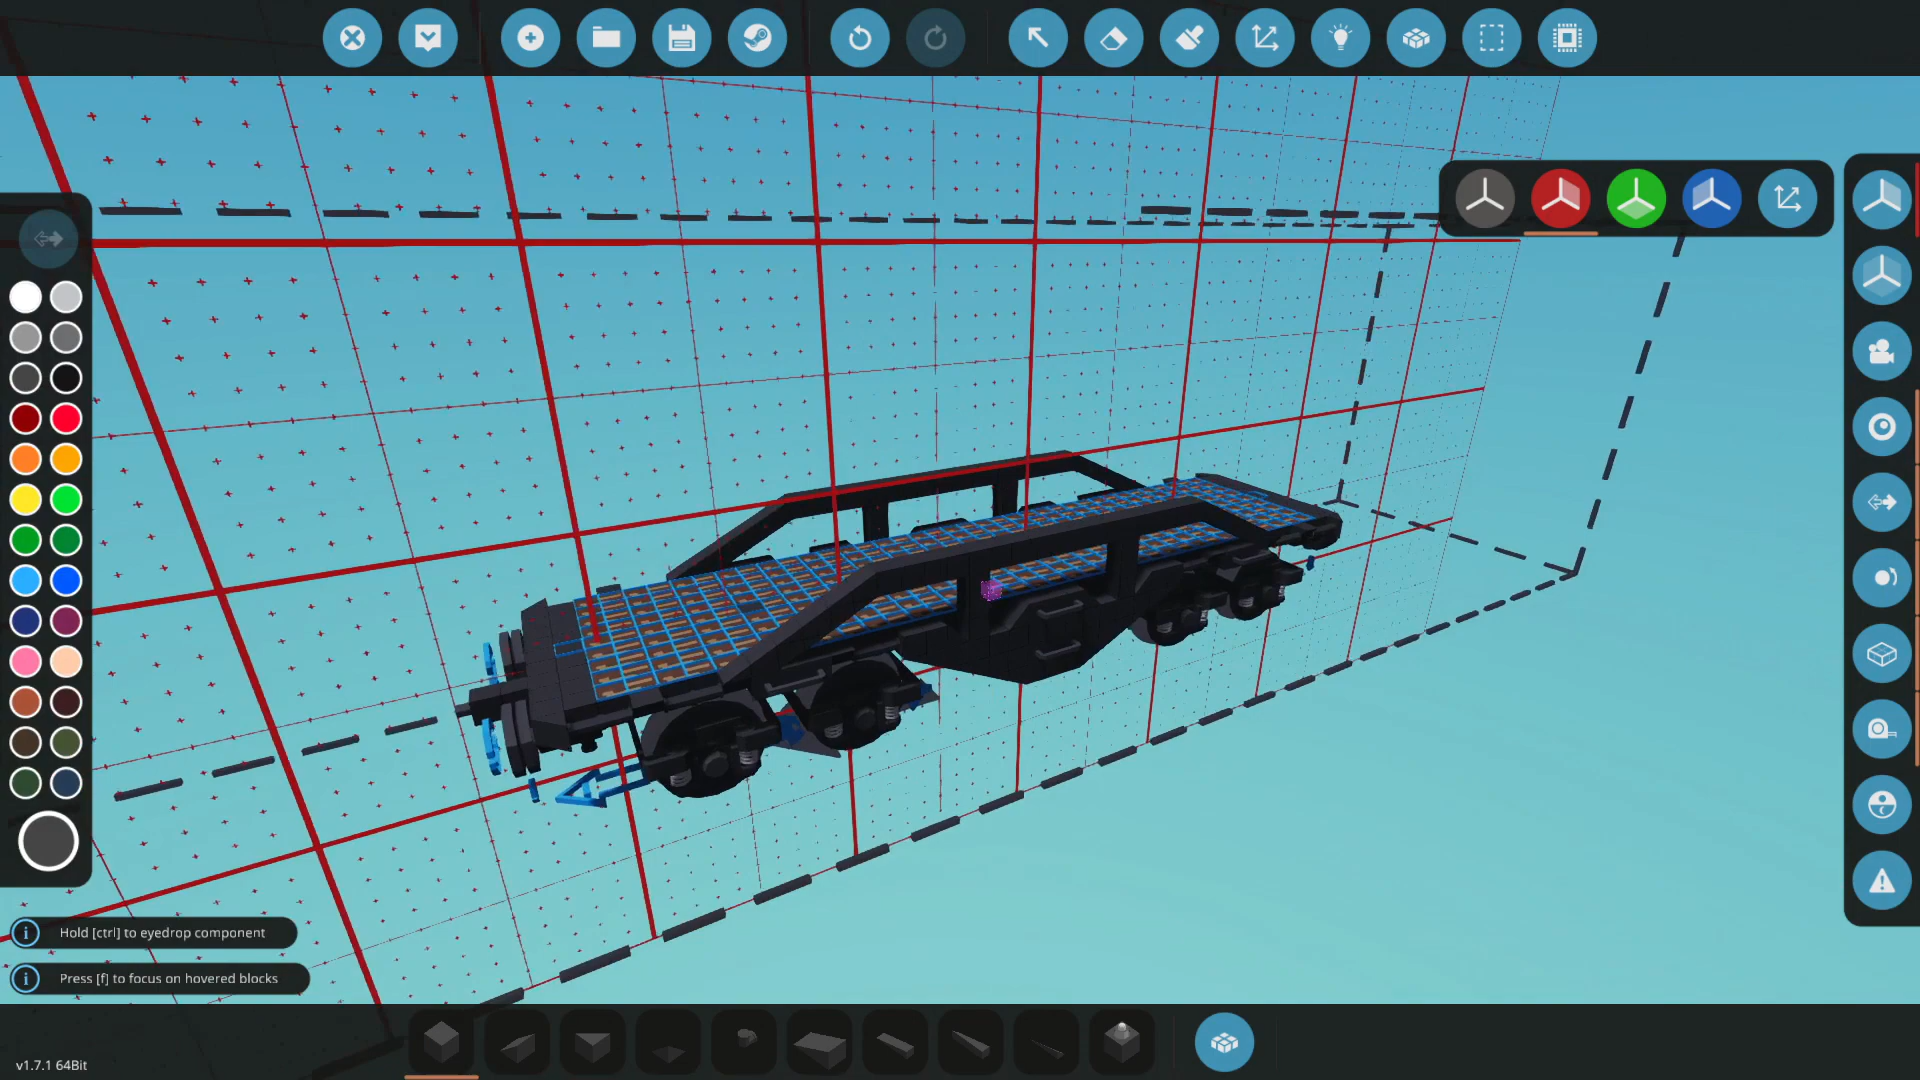 Hold [ctrl] to eyedrop component
Press [f] to focus on hovered blocks
v1.7.1 64Bit